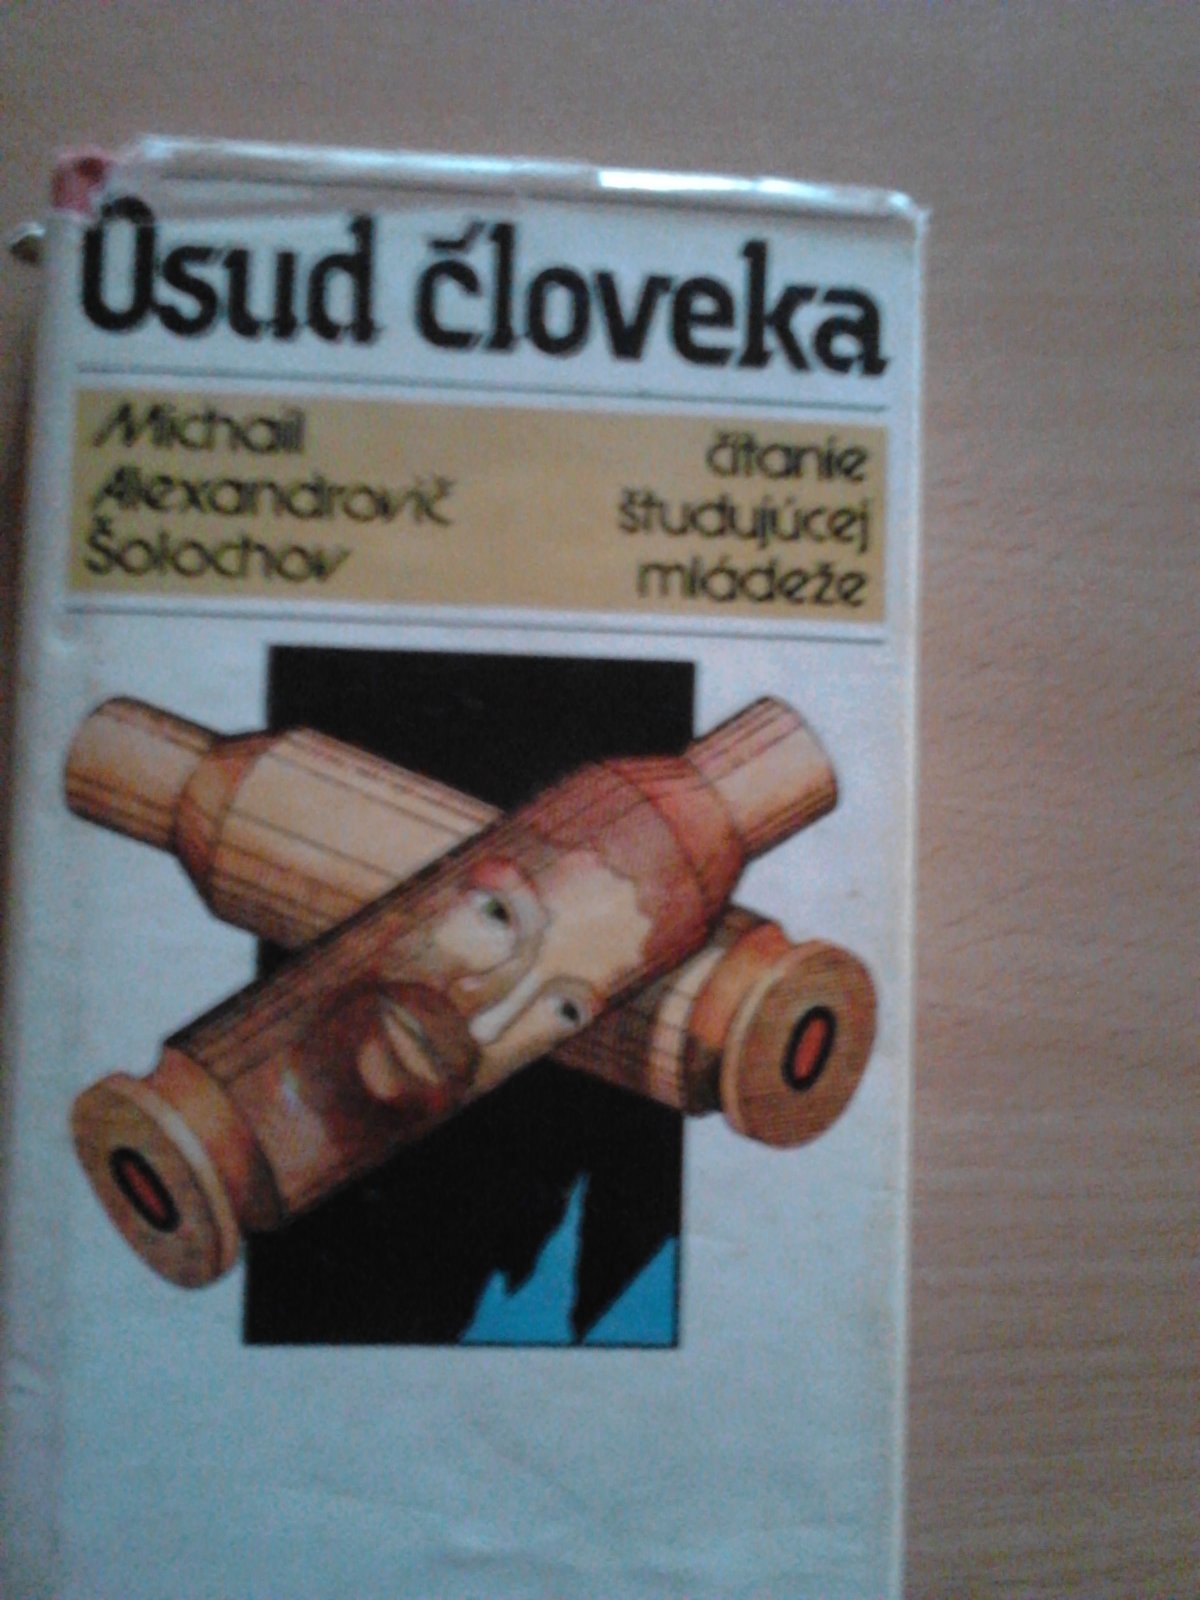 Osud človeka
Michail
Alexandrovič
Šolochov
čítanie
študujúcej
mládeže